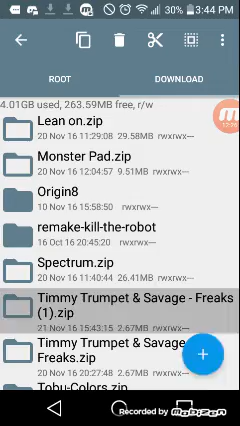 30% 3:44 PM
ROOT DOWNLOAD
4.01GB used, 263.59MB free, r/w
Lean on.zip
20 Nov 16 11:29:08 29.58MB rwxrwx---
Monster Pad.zip
20 Nov 16 12:04:57 9.51MB rwxrwx---
Origin8
10 Nov 16 15:58:50 rwxrwx---
remake-kill-the-robot
16 Oct 16 20:45:20 rwxrwx---
Spectrum.zip
20 Nov 16 11:40:44 26.41MB rwxrwx---
Timmy Trumpet & Savage - Freaks
(1).zip
21 Nov 16 15:43:15 2.67MB rwxrwx---
Timmy Trumpet & Savage -
Freaks.zip
20 Nov 16 20:27:48 2.67MB rwxrwx---
Tobu-Colors.zip
Recorded by MOBIZEN